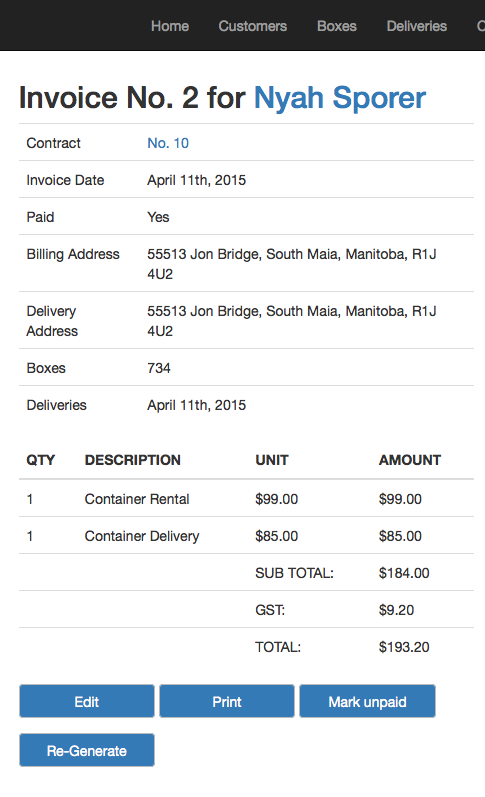 Home Customers Boxes Deliveries C
Invoice No. 2 for Nyah Sporer
Contract No. 10
Invoice Date April 11th, 2015
Paid Yes
Billing Address 55513 Jon Bridge, South Maia, Manitoba, R1J
4U2
Delivery 55513 Jon Bridge, South Maia, Manitoba, R1J
Address 4U2
Boxes 734
Deliveries April 11th, 2015
QTY DESCRIPTION UNIT AMOUNT
1 Container Rental $99.00 $99.00
1 Container Delivery $85.00 $85.00
SUB TOTAL: $184.00
GST: $9.20
TOTAL: $193.20
Edit Print Mark unpaid
Re-Generate